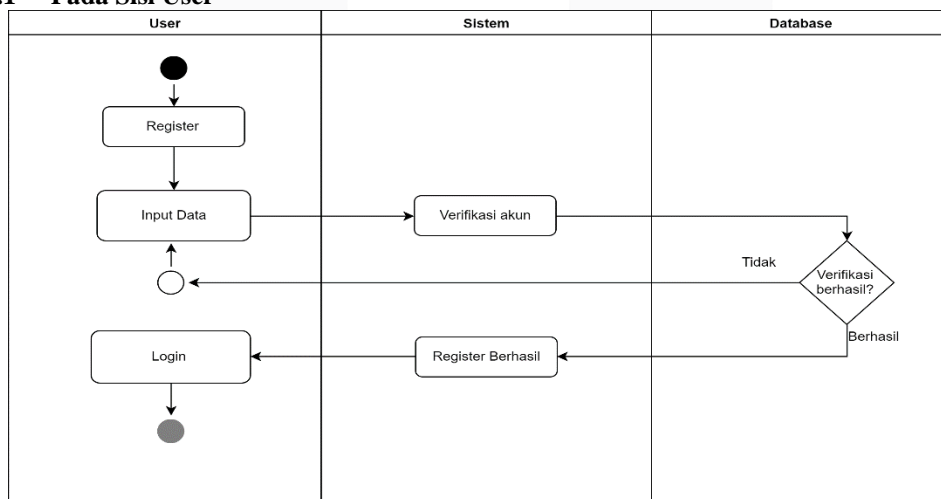 Pada Sisi User
User
Sistem
Database
Register
Input Data
Verifikasi akun
Tidak
Verifikasi
berhasil?
Berhasil
Login
Register Berhasil